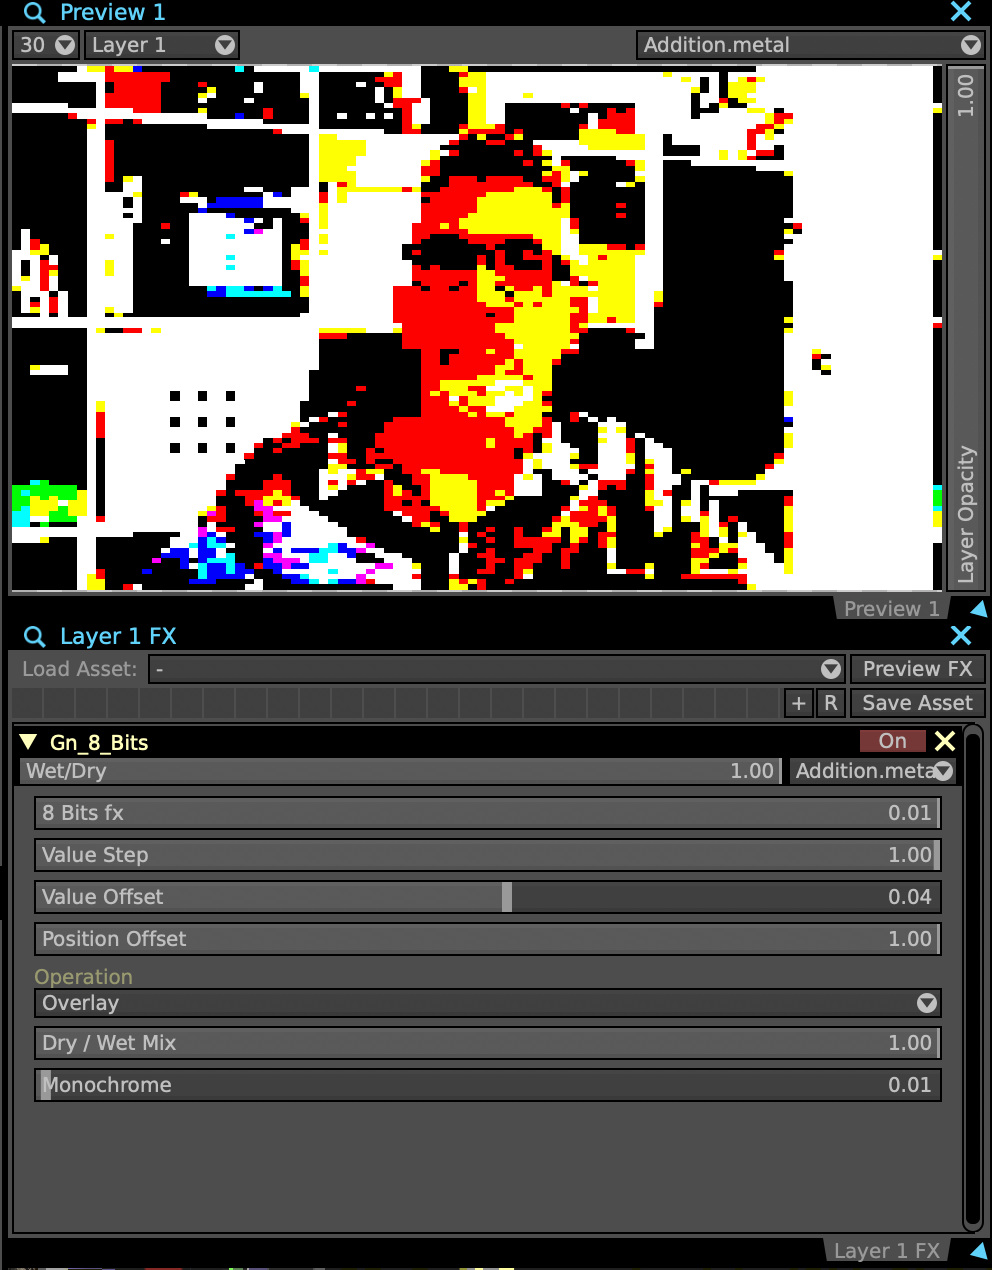 Preview 1
30 Layer 1 Addition.metal
1.00
Layer Opacity
Preview 1
Layer 1 FX
Load Asset: - Preview FX
+ R Save Asset
Gn_8_Bits On
Wet/Dry 1.00 Addition.meta
8 Bits fx 0.01
Value Step 1.00
Value Offset 0.04
Position Offset 1.00
Operation
Overlay
Dry / Wet Mix 1.00
Monochrome 0.01
Layer 1 FX